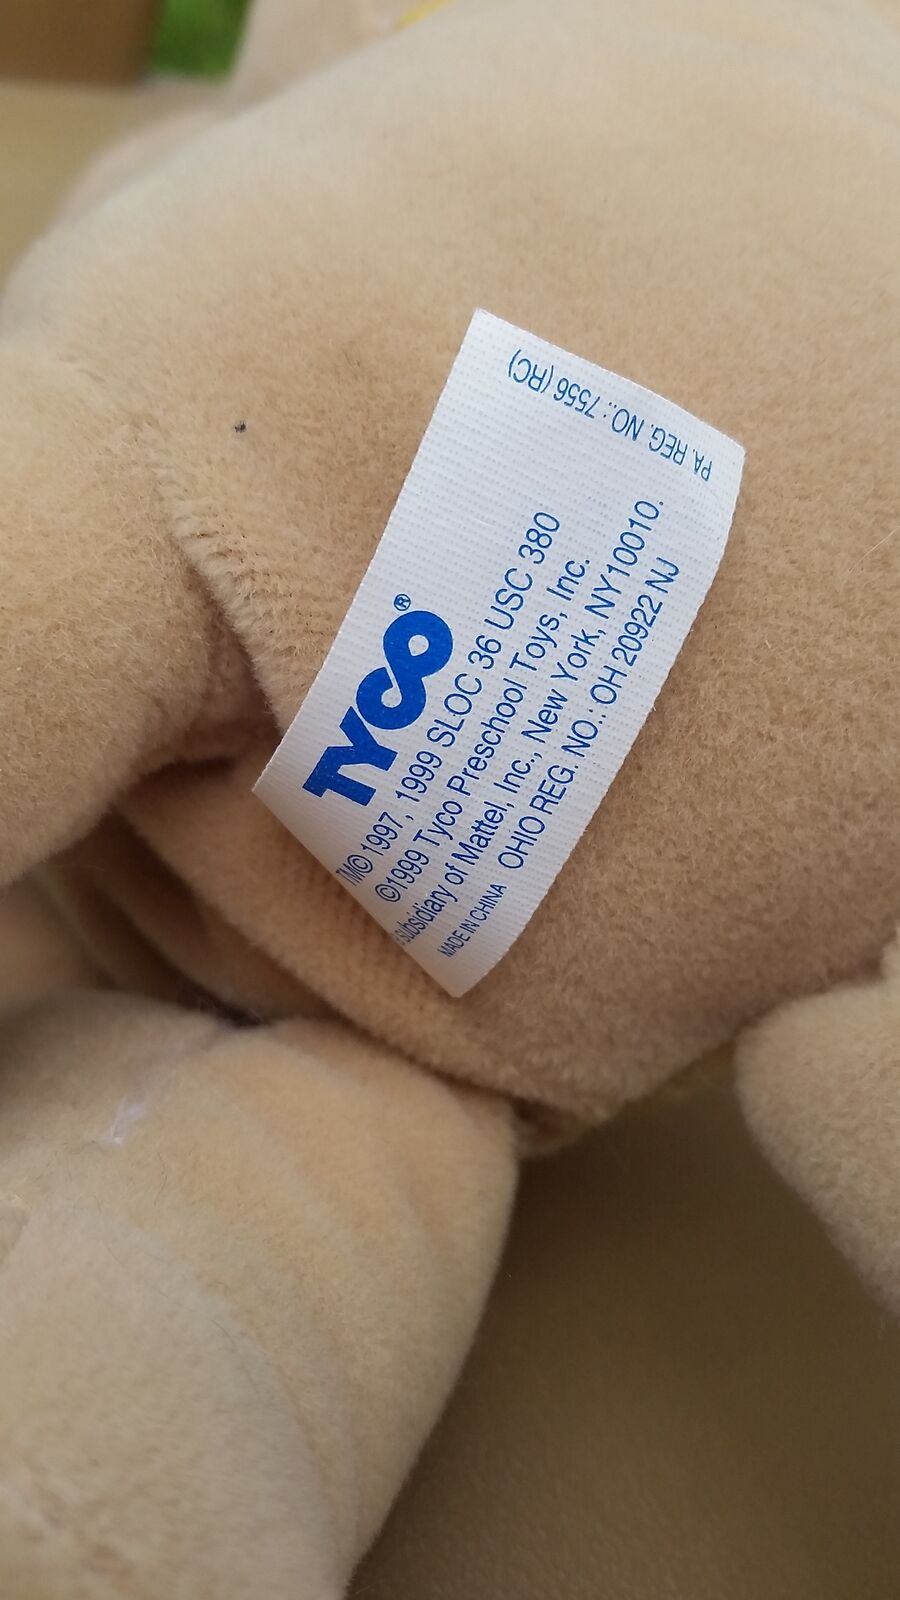 TYCO®
TM© 1997, 1999 SLOC 36 USC 380
©1999 Tyco Preschool Toys, Inc.
subsidiary of Mattel, Inc., New York, NY10010.
MADE IN CHINA OHIO REG. NO.. OH 20922 NJ
PA. REG. NO.: 7556 (RC)